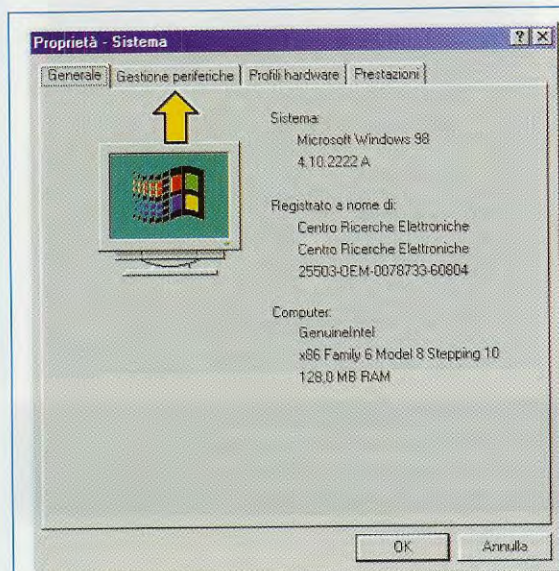 Proprietà - Sistema
? X
Generale Gestione periferiche Profili hardware Prestazioni
Sistema:
Microsoft Windows 98
4.10.2222 A
Registrato a nome di:
Centro Ricerche Elettroniche
Centro Ricerche Elettroniche
25503-OEM-0078733-60804
Computer:
GenuineIntel
x86 Family 6 Model 8 Stepping 10
128,0 MB RAM
OK Annulla